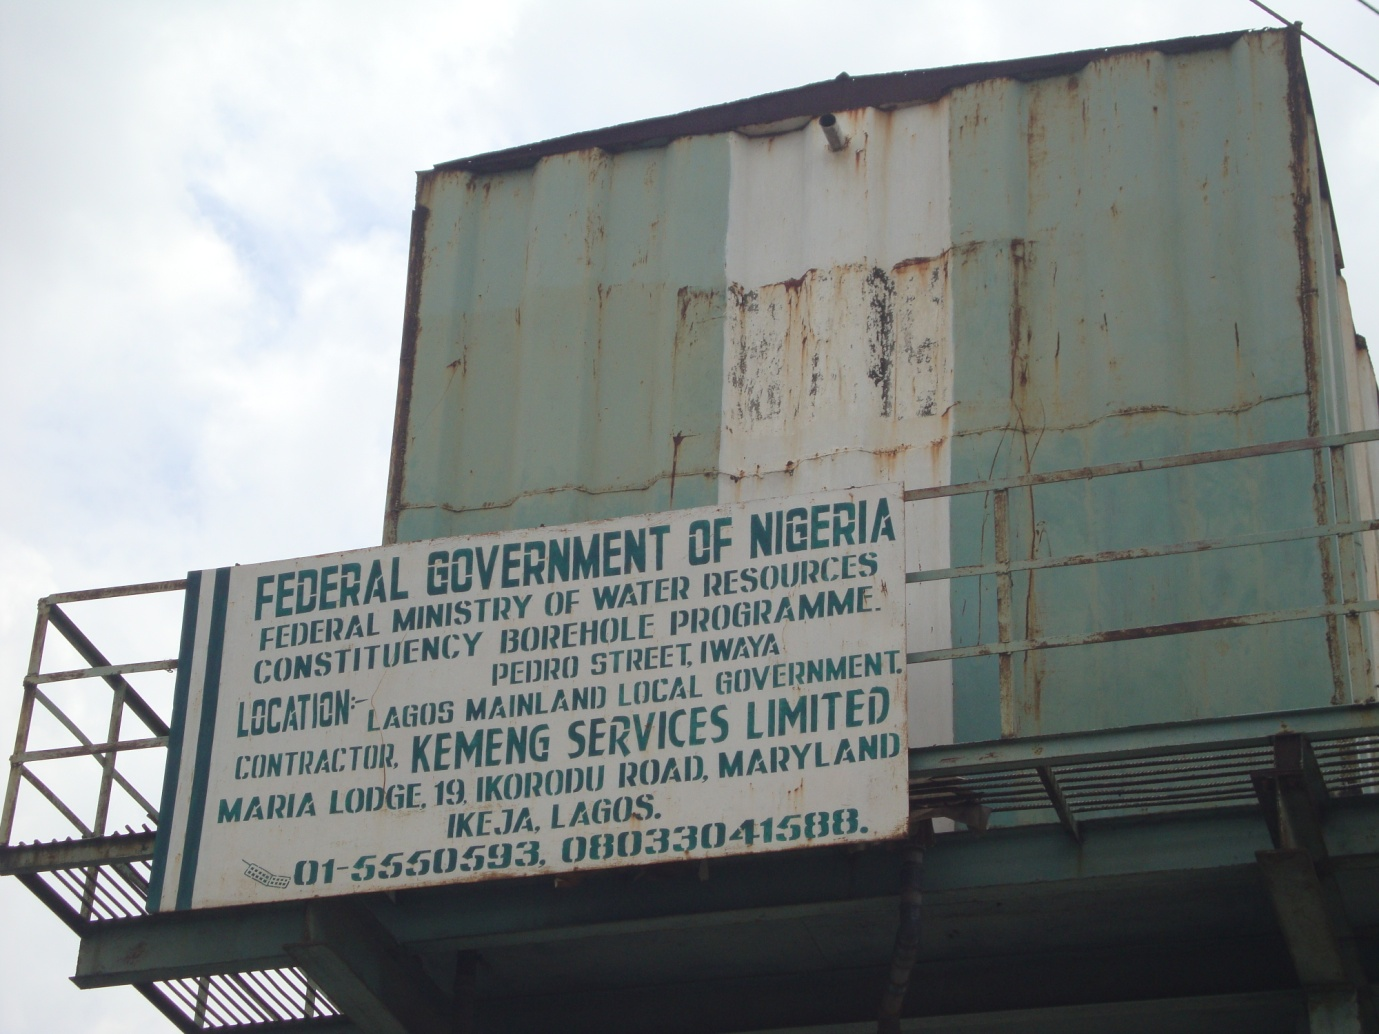 FEDERAL GOVERNMENT OF NIGERIA
FEDERAL MINISTRY OF WATER RESOURCES
CONSTITUENCY BOREHOLE PROGRAMME.
PEDRO STREET, IWAYA
LOCATION:- LAGOS MAINLAND LOCAL GOVERNMENT.
CONTRACTOR, KEMENG SERVICES LIMITED
MARIA LODGE, 19, IKORODU ROAD, MARYLAND
IKEJA, LAGOS.
01-5550593, 08033041588.